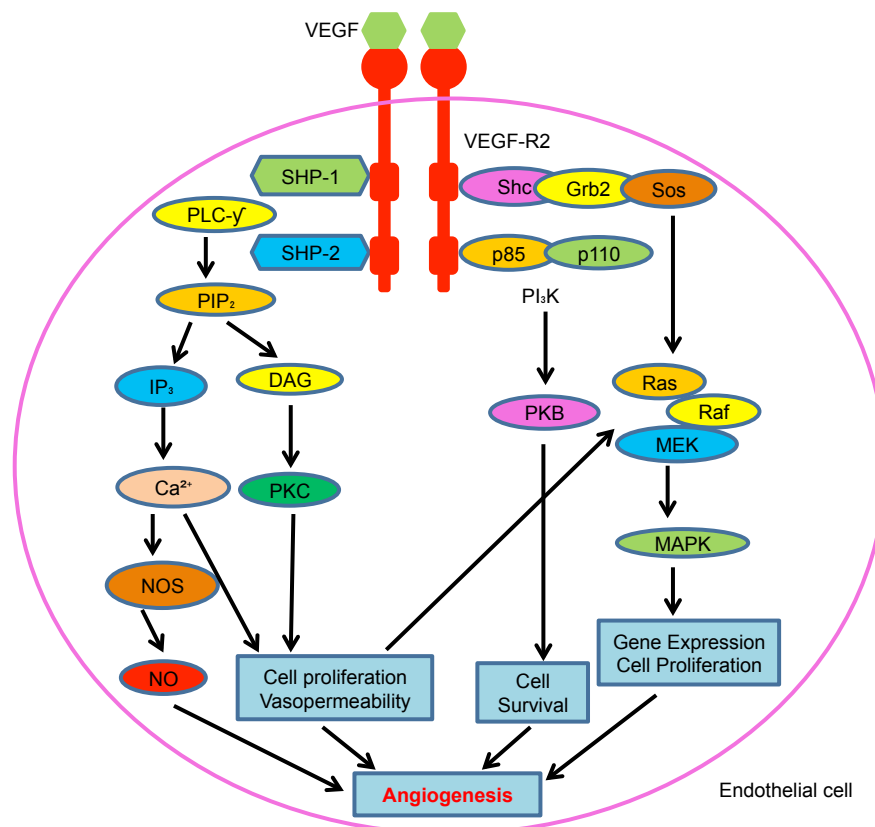 VEGF
VEGF-R2
SHP-1
Shc
Grb2
Sos
PLC-γ
SHP-2
p85
p110
PIP₂
PI₃K
IP₃
DAG
Ras
PKB
Raf
MEK
Ca²⁺
PKC
MAPK
NOS
Gene Expression
Cell Proliferation
NO
Cell proliferation
Vasopermeability
Cell
Survival
Angiogenesis
Endothelial cell